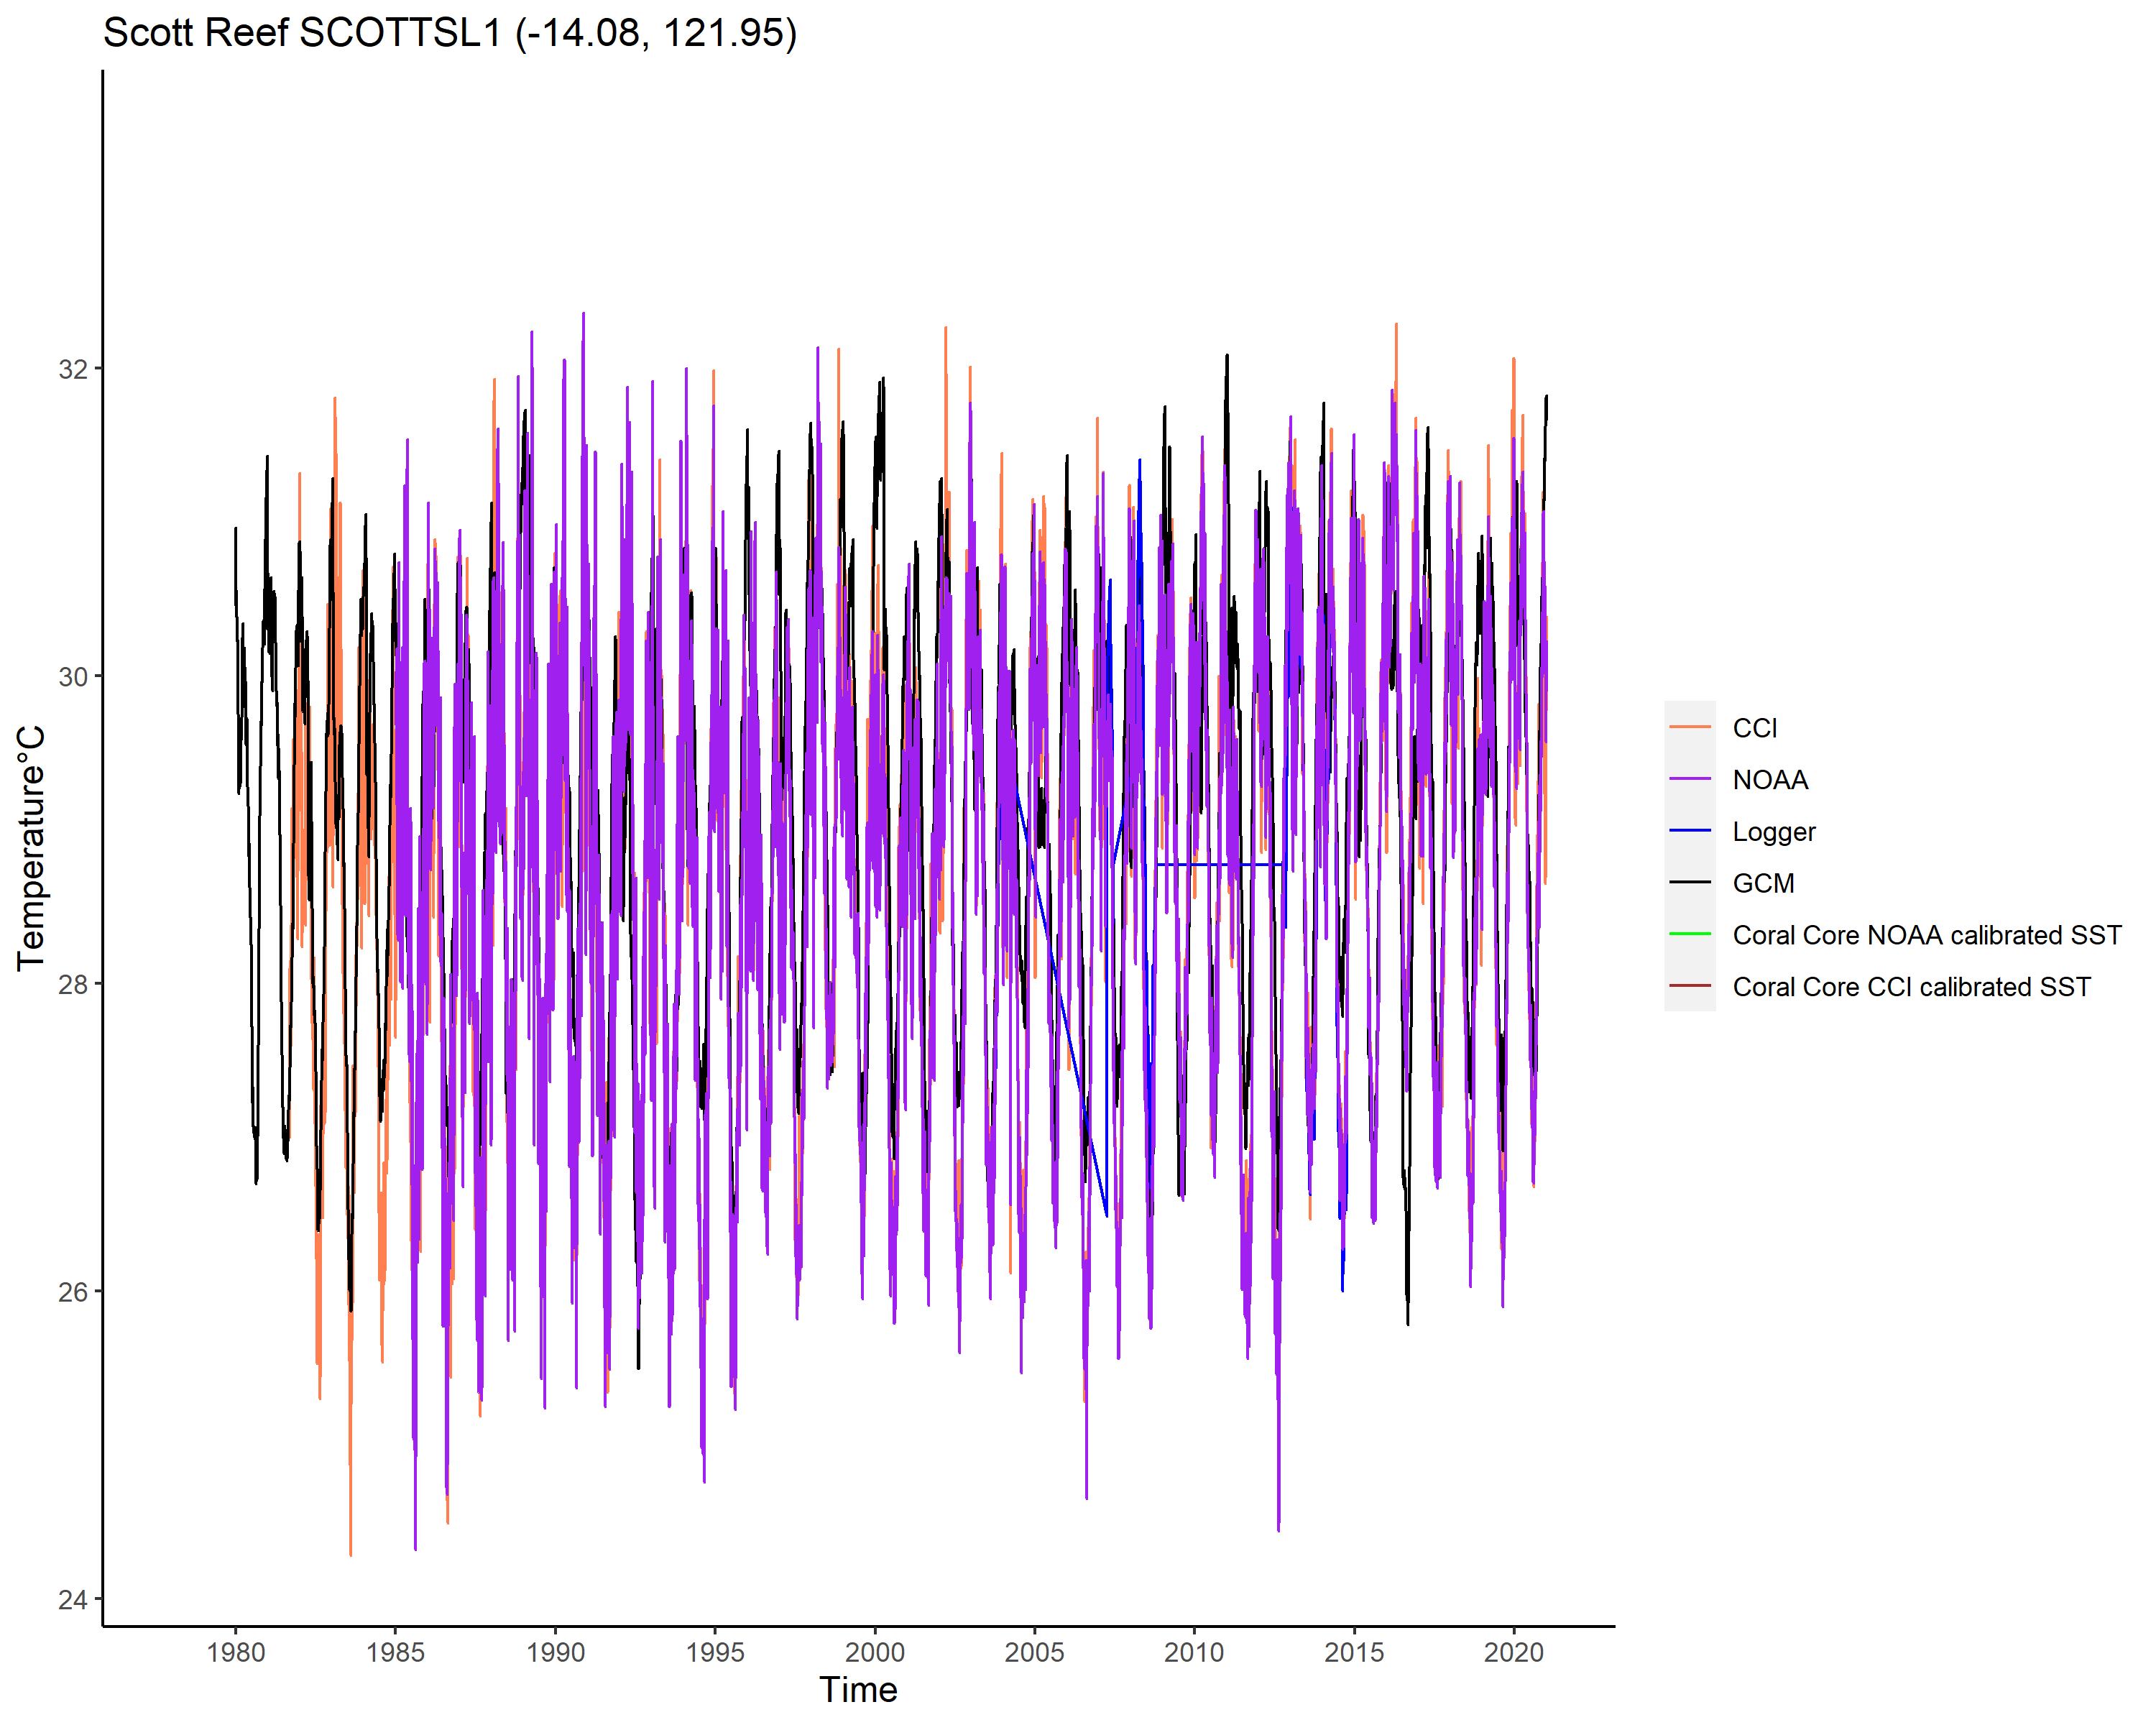 Scott Reef SCOTTSL1 (-14.08, 121.95)
32
30
28
26
24
Temperature°C
1980 1985 1990 1995 2000 2005 2010 2015 2020
Time
CCI
NOAA
Logger
GCM
Coral Core NOAA calibrated SST
Coral Core CCI calibrated SST